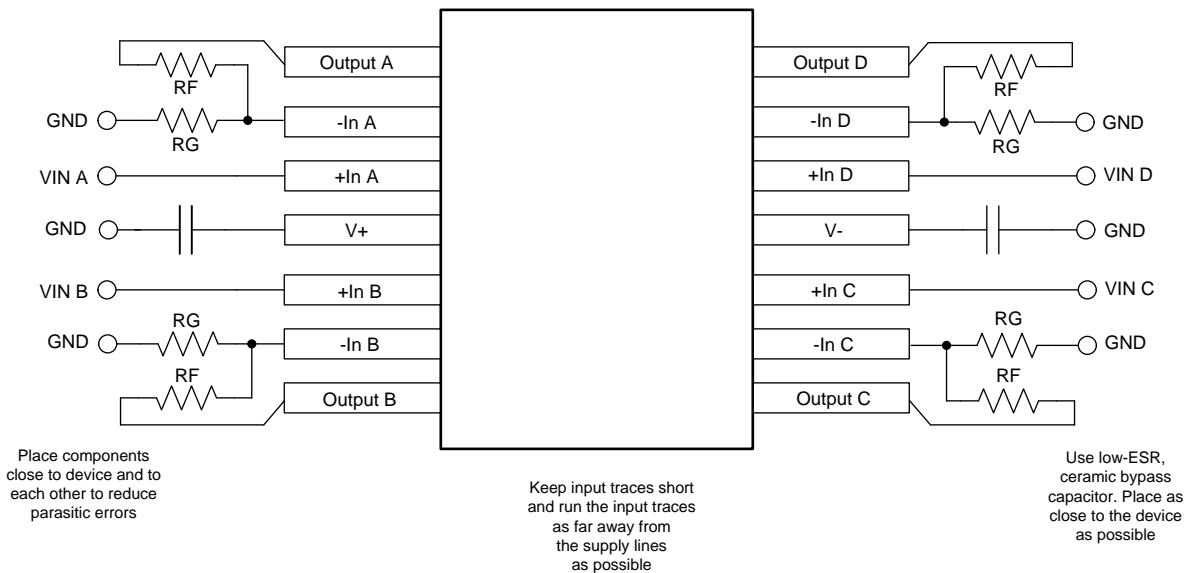 Output A
RF
GND
-In A
RG
VIN A
+In A
GND
V+
VIN B
+In B
RG
GND
-In B
RF
Output B
Output D
RF
-In D
GND
RG
+In D
VIN D
V-
GND
+In C
VIN C
RG
-In C
GND
RF
Output C
Place components
close to device and to
each other to reduce
parasitic errors
Keep input traces short
and run the input traces
as far away from
the supply lines
as possible
Use low-ESR,
ceramic bypass
capacitor. Place as
close to the device
as possible